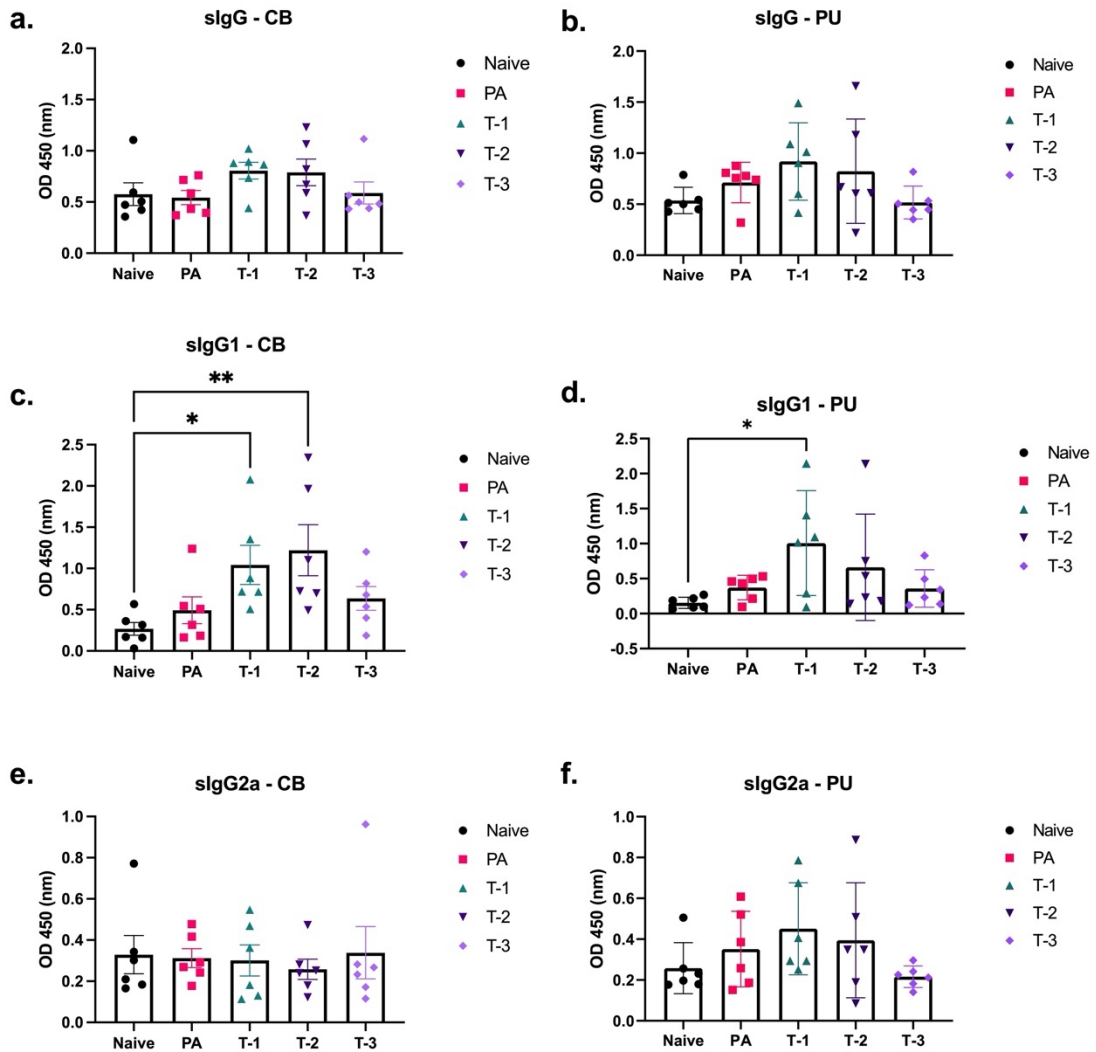 a.
sIgG - CB
OD 450 (nm)
2.0
1.5
1.0
0.5
0.0
Naive PA T-1 T-2 T-3
Naive
PA
T-1
T-2
T-3
b.
sIgG - PU
OD 450 (nm)
2.0
1.5
1.0
0.5
0.0
Naive PA T-1 T-2 T-3
Naive
PA
T-1
T-2
T-3
c.
sIgG1 - CB
**
*
OD 450 (nm)
2.5
2.0
1.5
1.0
0.5
0.0
Naive PA T-1 T-2 T-3
Naive
PA
T-1
T-2
T-3
d.
sIgG1 - PU
*
OD 450 (nm)
2.5
2.0
1.5
1.0
0.5
0.0
-0.5
Naive PA T-1 T-2 T-3
Naive
PA
T-1
T-2
T-3
e.
sIgG2a - CB
OD 450 (nm)
1.0
0.8
0.6
0.4
0.2
0.0
Naive PA T-1 T-2 T-3
Naive
PA
T-1
T-2
T-3
f.
sIgG2a - PU
OD 450 (nm)
1.0
0.8
0.6
0.4
0.2
0.0
Naive PA T-1 T-2 T-3
Naive
PA
T-1
T-2
T-3